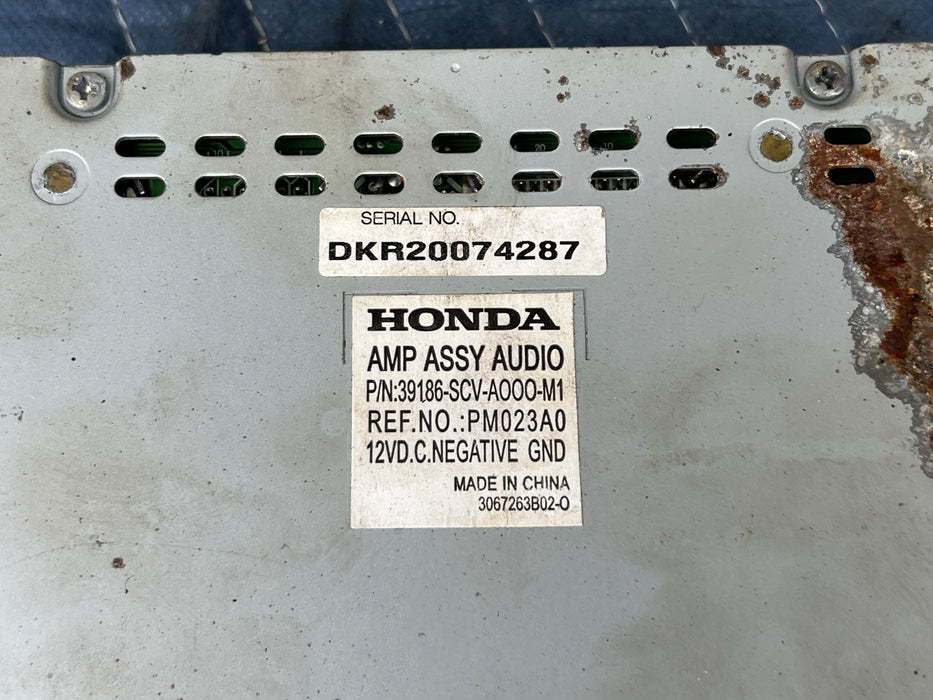 SERIAL NO.
DKR20074287
HONDA
AMP ASSY AUDIO
P/N:39186-SCV-A000-M1
REF.NO.:PM023A0
12VD.C.NEGATIVE GND
MADE IN CHINA
3067263B02-0